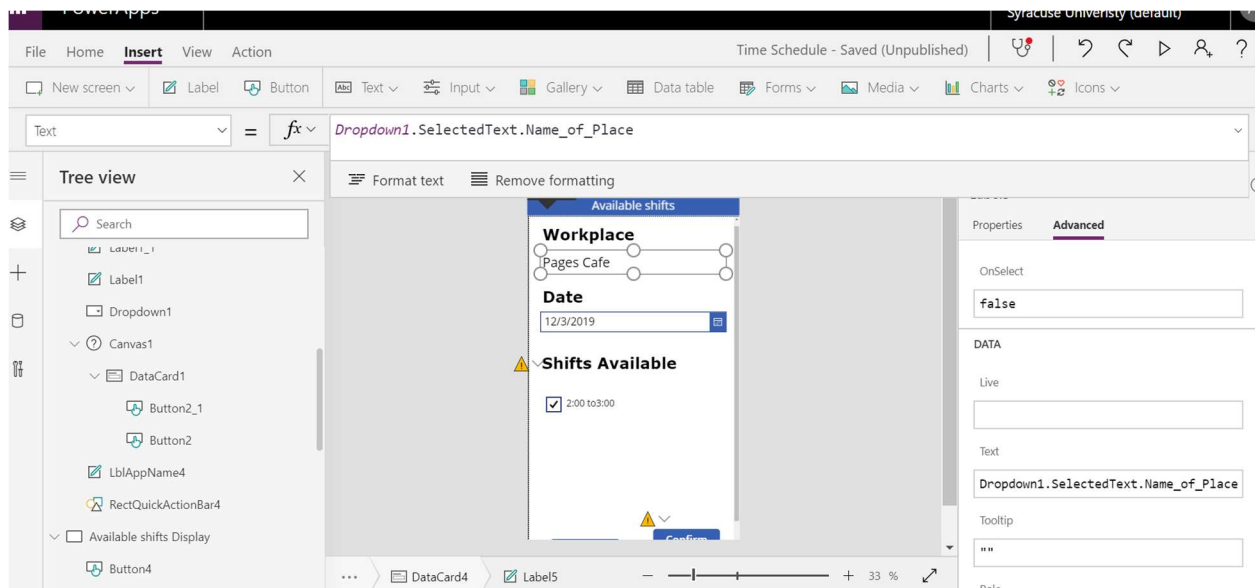 PowerApps
Syracuse Univeristy (default)
File Home Insert View Action
Time Schedule - Saved (Unpublished)
New screen Label Button Abc Text Input Gallery Data table Forms Media Charts Icons
Text = fx Dropdown1.SelectedText.Name_of_Place
Tree view
Format text Remove formatting
Search
Label1_1
Label1
Dropdown1
Canvas1
DataCard1
Button2_1
Button2
LblAppName4
RectQuickActionBar4
Available shifts Display
Button4
Available shifts
Workplace
Pages Cafe
Date
12/3/2019
Shifts Available
2:00 to3:00
Confirm
DataCard4 Label5
33 %
Properties Advanced
OnSelect
false
DATA
Live
Text
Dropdown1.SelectedText.Name_of_Place
Tooltip
""
Role